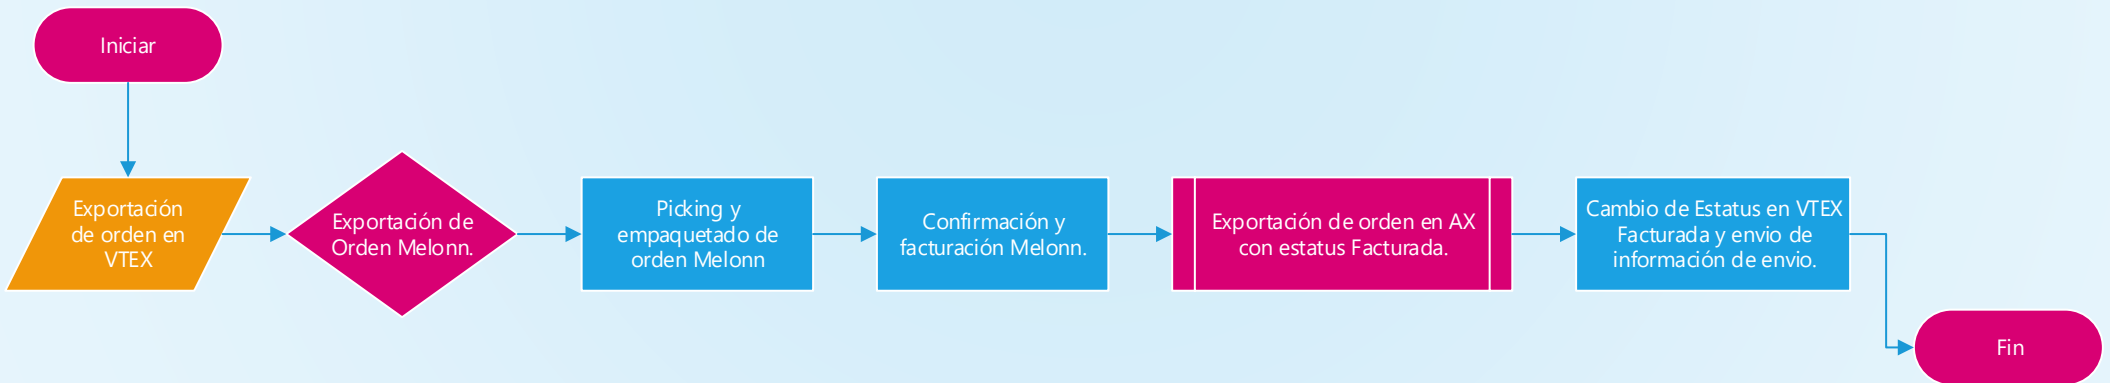 Iniciar
Exportación
de orden en
VTEX
Exportación de
Orden Melonn.
Picking y
empaquetado de
orden Melonn
Confirmación y
facturación Melonn.
Exportación de orden en AX
con estatus Facturada.
Cambio de Estatus en VTEX
Facturada y envio de
información de envio.
Fin